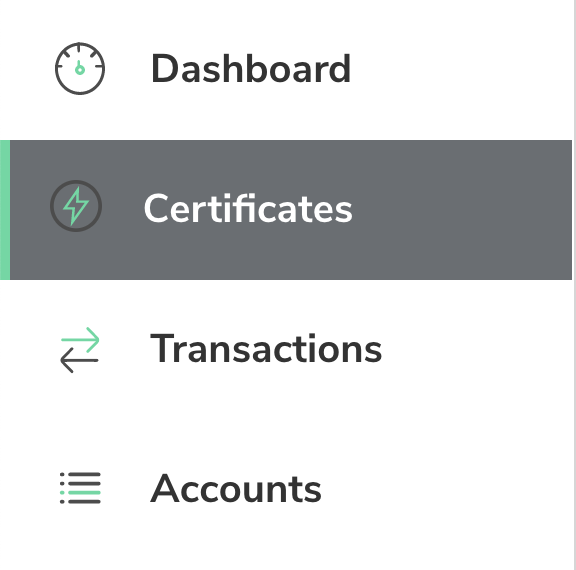 Dashboard
Certificates
Transactions
Accounts